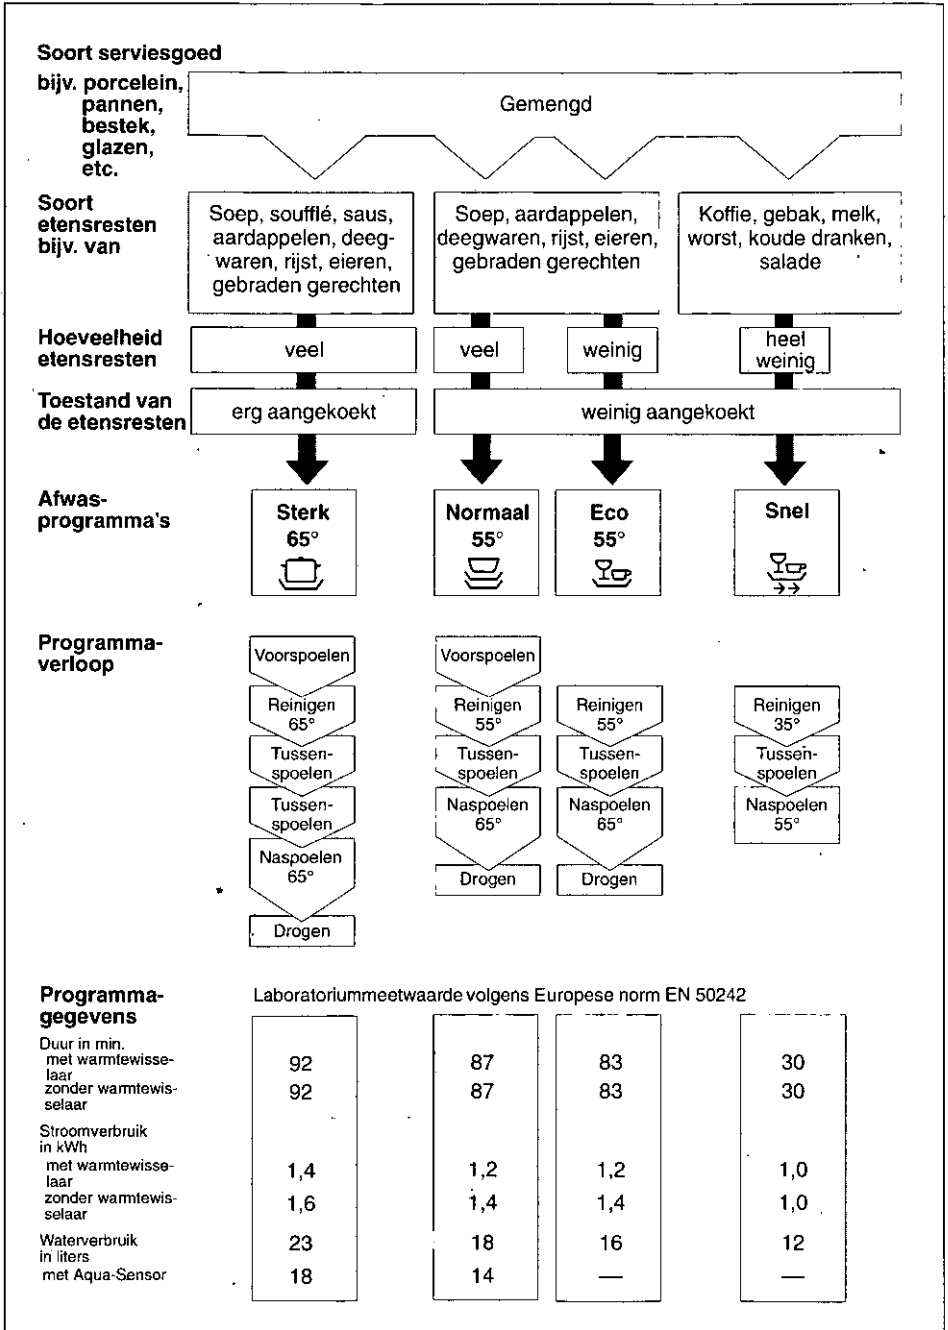 Soort serviesgoed
bijv. porcelein,
pannen,
bestek,
glazen,
etc.
Gemengd
Soort
etensresten
bijv. van
Soep, soufflé, saus,
aardappelen, deeg-
waren, rijst, eieren,
gebraden gerechten
Soep, aardappelen,
deegwaren, rijst, eieren,
gebraden gerechten
Koffie, gebak, melk,
worst, koude dranken,
salade
Hoeveelheid
etensresten
veel
veel
weinig
heel
weinig
Toestand van
de etensresten
erg aangekoekt
weinig aangekoekt
Afwas-
programma's
Sterk
65°
Normaal
55°
Eco
55°
Snel
Programma-
verloop
Voorspoelen
Reinigen
65°
Tussen-
spoelen
Tussen-
spoelen
Naspoelen
65°
Drogen
Voorspoelen
Reinigen
55°
Tussen-
spoelen
Naspoelen
65°
Drogen
Reinigen
55°
Tussen-
spoelen
Naspoelen
65°
Drogen
Reinigen
35°
Tussen-
spoelen
Naspoelen
55°
Programma-
gegevens
Laboratoriummeetwaarde volgens Europese norm EN 50242
Duur in min.
met warmtewisse-
laar
92 87 83 30
zonder warmtewis-
selaar
92 87 83 30
Stroomverbruik
in kWh
met warmtewisse-
laar
1,4 1,2 1,2 1,0
zonder warmtewis-
selaar
1,6 1,4 1,4 1,0
Waterverbruik
in liters
23 18 16 12
met Aqua-Sensor 18 14 — —